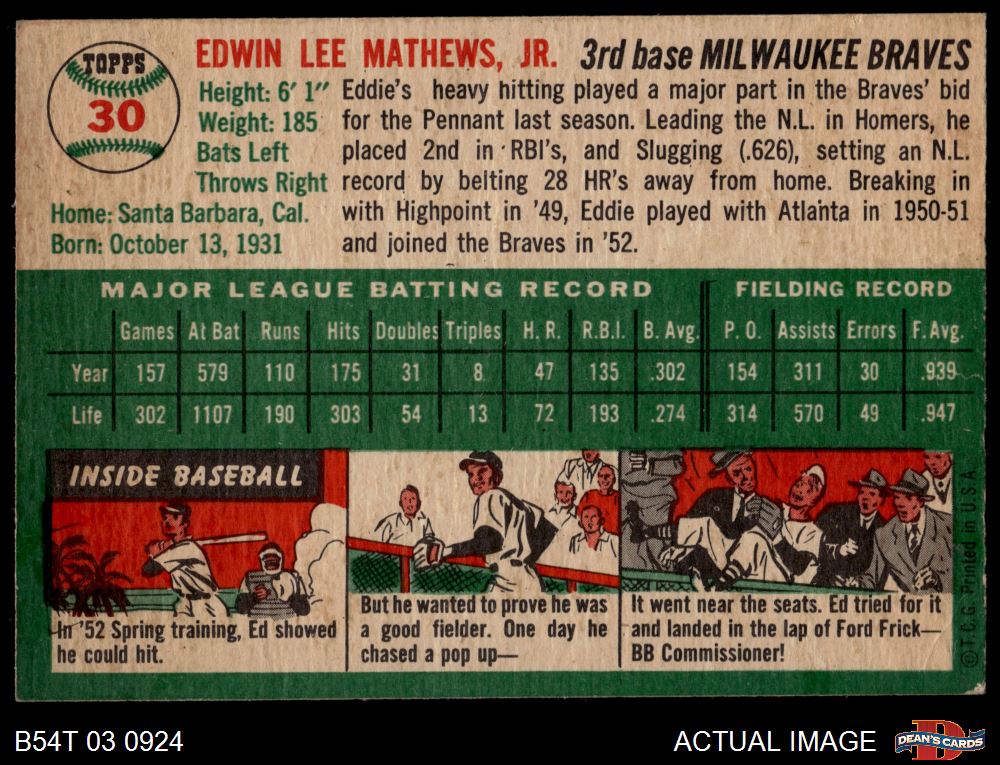 TOPPS
30
EDWIN LEE MATHEWS, JR. 3rd base MILWAUKEE BRAVES
Height: 6' 1"
Weight: 185
Bats Left
Throws Right
Home: Santa Barbara, Cal.
Born: October 13, 1931
Eddie's heavy hitting played a major part in the Braves' bid
for the Pennant last season. Leading the N.L. in Homers, he
placed 2nd in RBI's, and Slugging (.626), setting an N.L.
record by belting 28 HR's away from home. Breaking in
with Highpoint in '49, Eddie played with Atlanta in 1950-51
and joined the Braves in '52.
MAJOR LEAGUE BATTING RECORD FIELDING RECORD
Games At Bat Runs Hits Doubles Triples H. R. R.B.I. B. Avg. P. O. Assists Errors F. Avg.
Year 157 579 110 175 31 8 47 135 .302 154 311 30 .939
Life 302 1107 190 303 54 13 72 193 .274 314 570 49 .947
INSIDE BASEBALL
In '52 Spring training, Ed showed
he could hit.
But he wanted to prove he was
a good fielder. One day he
chased a pop up—
It went near the seats. Ed tried for it
and landed in the lap of Ford Frick—
BB Commissioner!
© T.C.G. Printed in U.S.A.
B54T 03 0924
ACTUAL IMAGE
DEAN'S CARDS